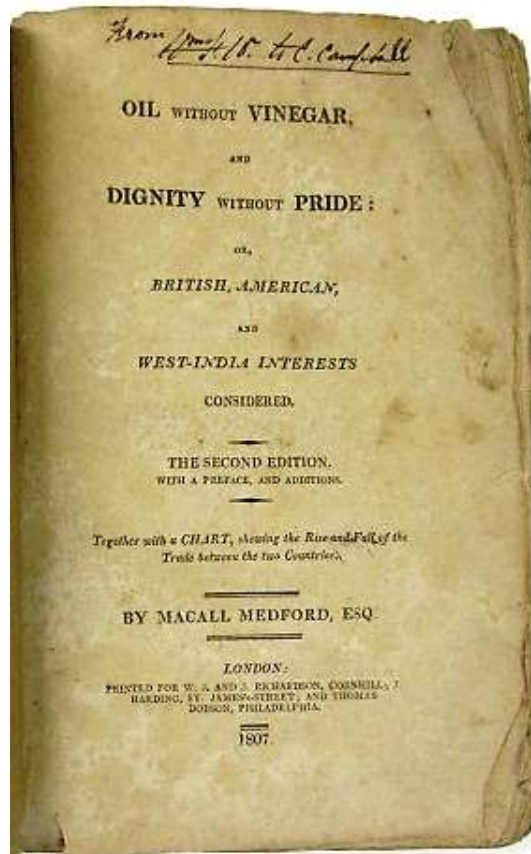 From to C. Campbell
OIL WITHOUT VINEGAR,
AND
DIGNITY WITHOUT PRIDE:
OR,
BRITISH, AMERICAN,
AND
WEST-INDIA INTERESTS
CONSIDERED.
THE SECOND EDITION.
WITH A PREFACE, AND ADDITIONS.
Together with a CHART, shewing the Rise and Fall of the
Trade between the two Countries.
BY MACALL MEDFORD, ESQ.
LONDON:
PRINTED FOR W. J. AND J. RICHARDSON, CORNHILL; J.
HARDING, ST. JAMES'S-STREET; AND THOMAS
DOBSON, PHILADELPHIA.
1807.